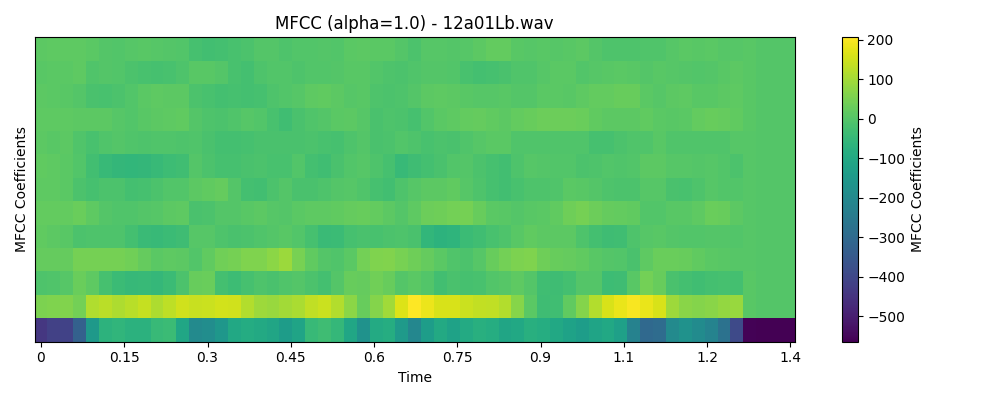 MFCC (alpha=1.0) - 12a01Lb.wav
MFCC Coefficients
0 0.15 0.3 0.45 0.6 0.75 0.9 1.1 1.2 1.4
Time
200
100
0
−100
−200
−300
−400
−500
MFCC Coefficients